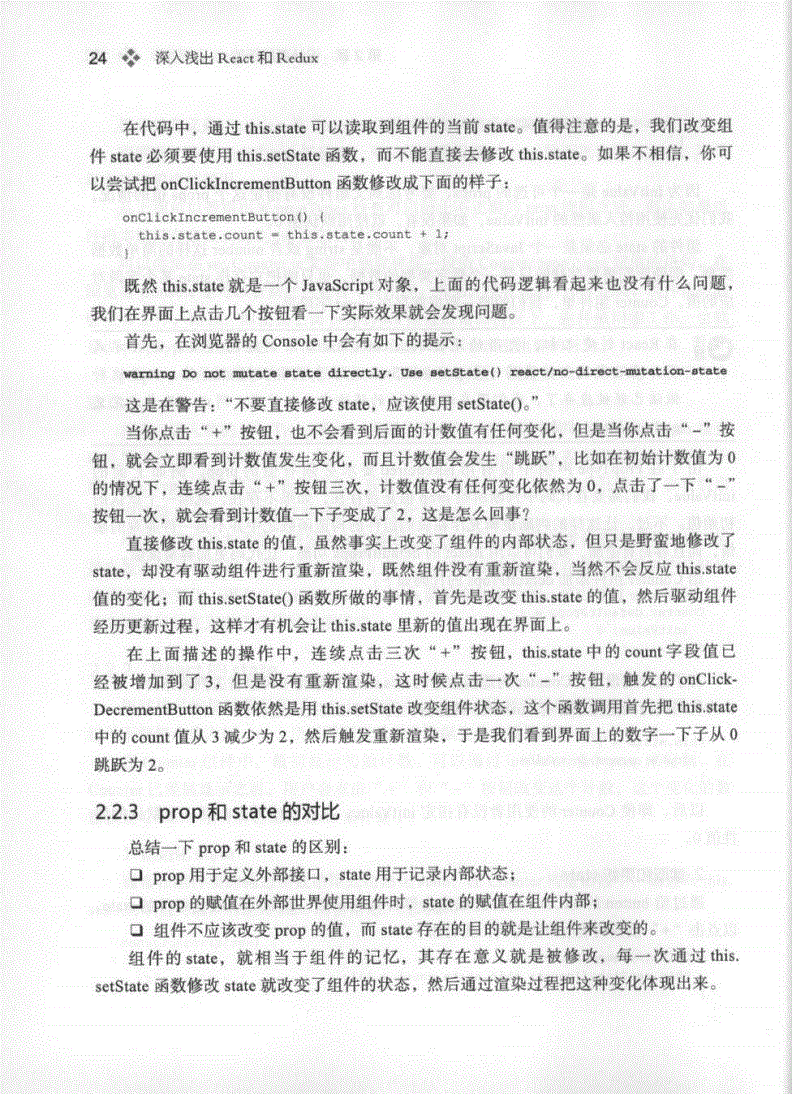 24 深入浅出 React 和 Redux
在代码中，通过 this.state 可以读取到组件的当前 state。值得注意的是，我们改变组
件 state 必须要使用 this.setState 函数，而不能直接去修改 this.state。如果不相信，你可
以尝试把 onClickIncrementButton 函数修改成下面的样子：
onClickIncrementButton() {
this.state.count = this.state.count + 1;
}
既然 this.state 就是一个 JavaScript 对象，上面的代码逻辑看起来也没有什么问题，
我们在界面上点击几个按钮看一下实际效果就会发现问题。
首先，在浏览器的 Console 中会有如下的提示：
warning Do not mutate state directly. Use setState() react/no-direct-mutation-state
这是在警告：“不要直接修改 state，应该使用 setState()。”
当你点击“+”按钮，也不会看到后面的计数值有任何变化，但是当你点击“-”按
钮，就会立即看到计数值发生变化，而且计数值会发生“跳跃”，比如在初始计数值为 0
的情况下，连续点击“+”按钮三次，计数值没有任何变化依然为 0，点击了一下“-”
按钮一次，就会看到计数值一下子变成了 2，这是怎么回事？
直接修改 this.state 的值，虽然事实上改变了组件的内部状态，但只是野蛮地修改了
state，却没有驱动组件进行重新渲染，既然组件没有重新渲染，当然不会反应 this.state
值的变化；而 this.setState() 函数所做的事情，首先是改变 this.state 的值，然后驱动组件
经历更新过程，这样才有机会让 this.state 里新的值出现在界面上。
在上面描述的操作中，连续点击三次“+”按钮，this.state 中的 count 字段值已
经被增加到了 3，但是没有重新渲染，这时候点击一次“-”按钮，触发的 onClick-
DecrementButton 函数依然是用 this.setState 改变组件状态，这个函数调用首先把 this.state
中的 count 值从 3 减少为 2，然后触发重新渲染，于是我们看到界面上的数字一下子从 0
跳跃为 2。
2.2.3 prop 和 state 的对比
总结一下 prop 和 state 的区别：
❑ prop 用于定义外部接口，state 用于记录内部状态；
❑ prop 的赋值在外部世界使用组件时，state 的赋值在组件内部；
❑ 组件不应该改变 prop 的值，而 state 存在的目的就是让组件来改变的。
组件的 state，就相当于组件的记忆，其存在意义就是被修改，每一次通过 this.
setState 函数修改 state 就改变了组件的状态，然后通过渲染过程把这种变化体现出来。